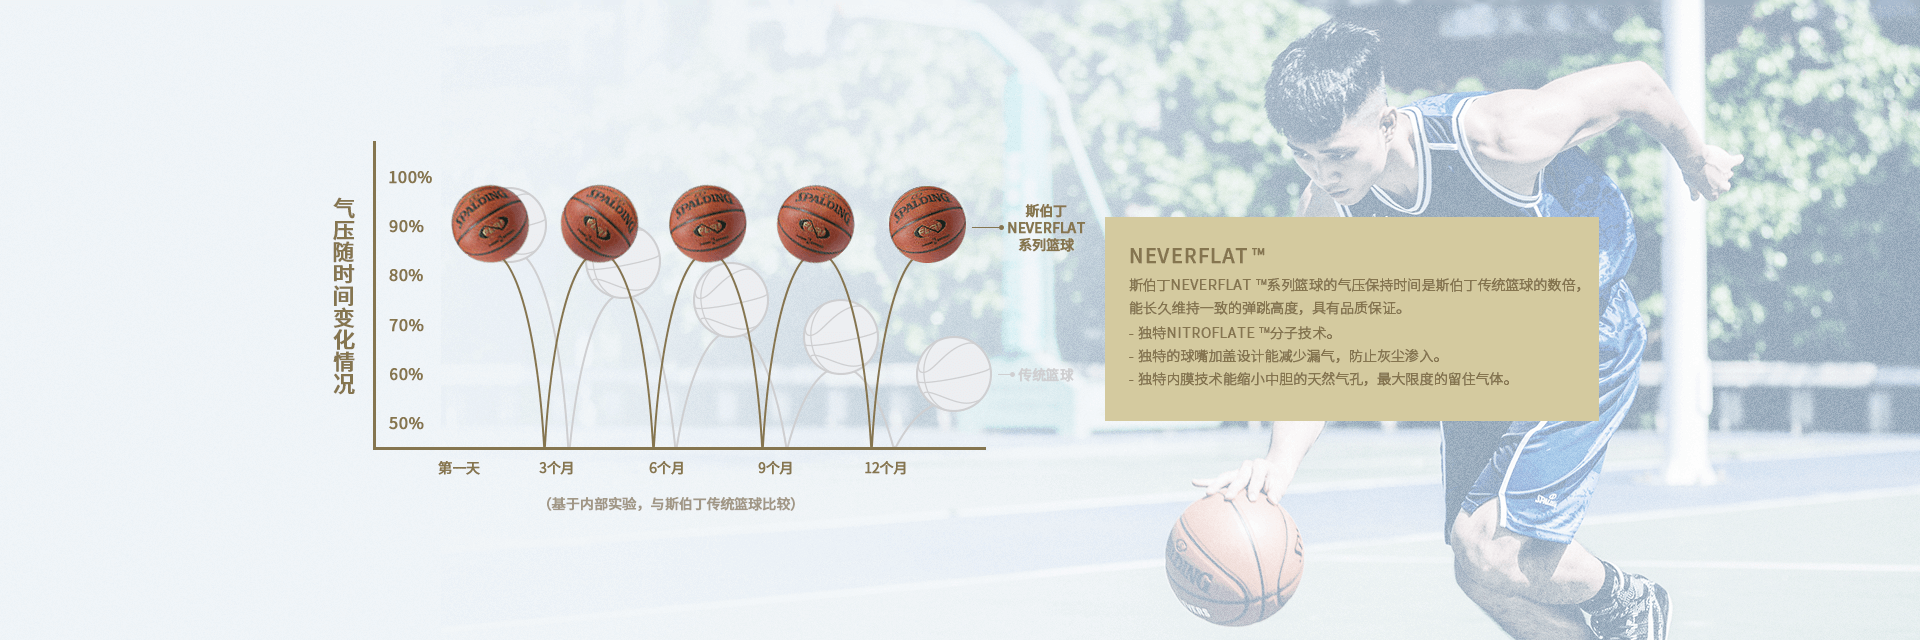 气压随时间变化情况
100%
90%
80%
70%
60%
50%
第一天
3个月
6个月
9个月
12个月
（基于内部实验，与斯伯丁传统篮球比较）
SPALDING
SPALDING
SPALDING
SPALDING
SPALDING
斯伯丁
NEVERFLAT
系列篮球
传统篮球
NEVERFLAT ™
斯伯丁NEVERFLAT ™系列篮球的气压保持时间是斯伯丁传统篮球的数倍，
能长久维持一致的弹跳高度，具有品质保证。
- 独特NITROFLATE ™分子技术。
- 独特的球嘴加盖设计能减少漏气，防止灰尘渗入。
- 独特内膜技术能缩小中胆的天然气孔，最大限度的留住气体。